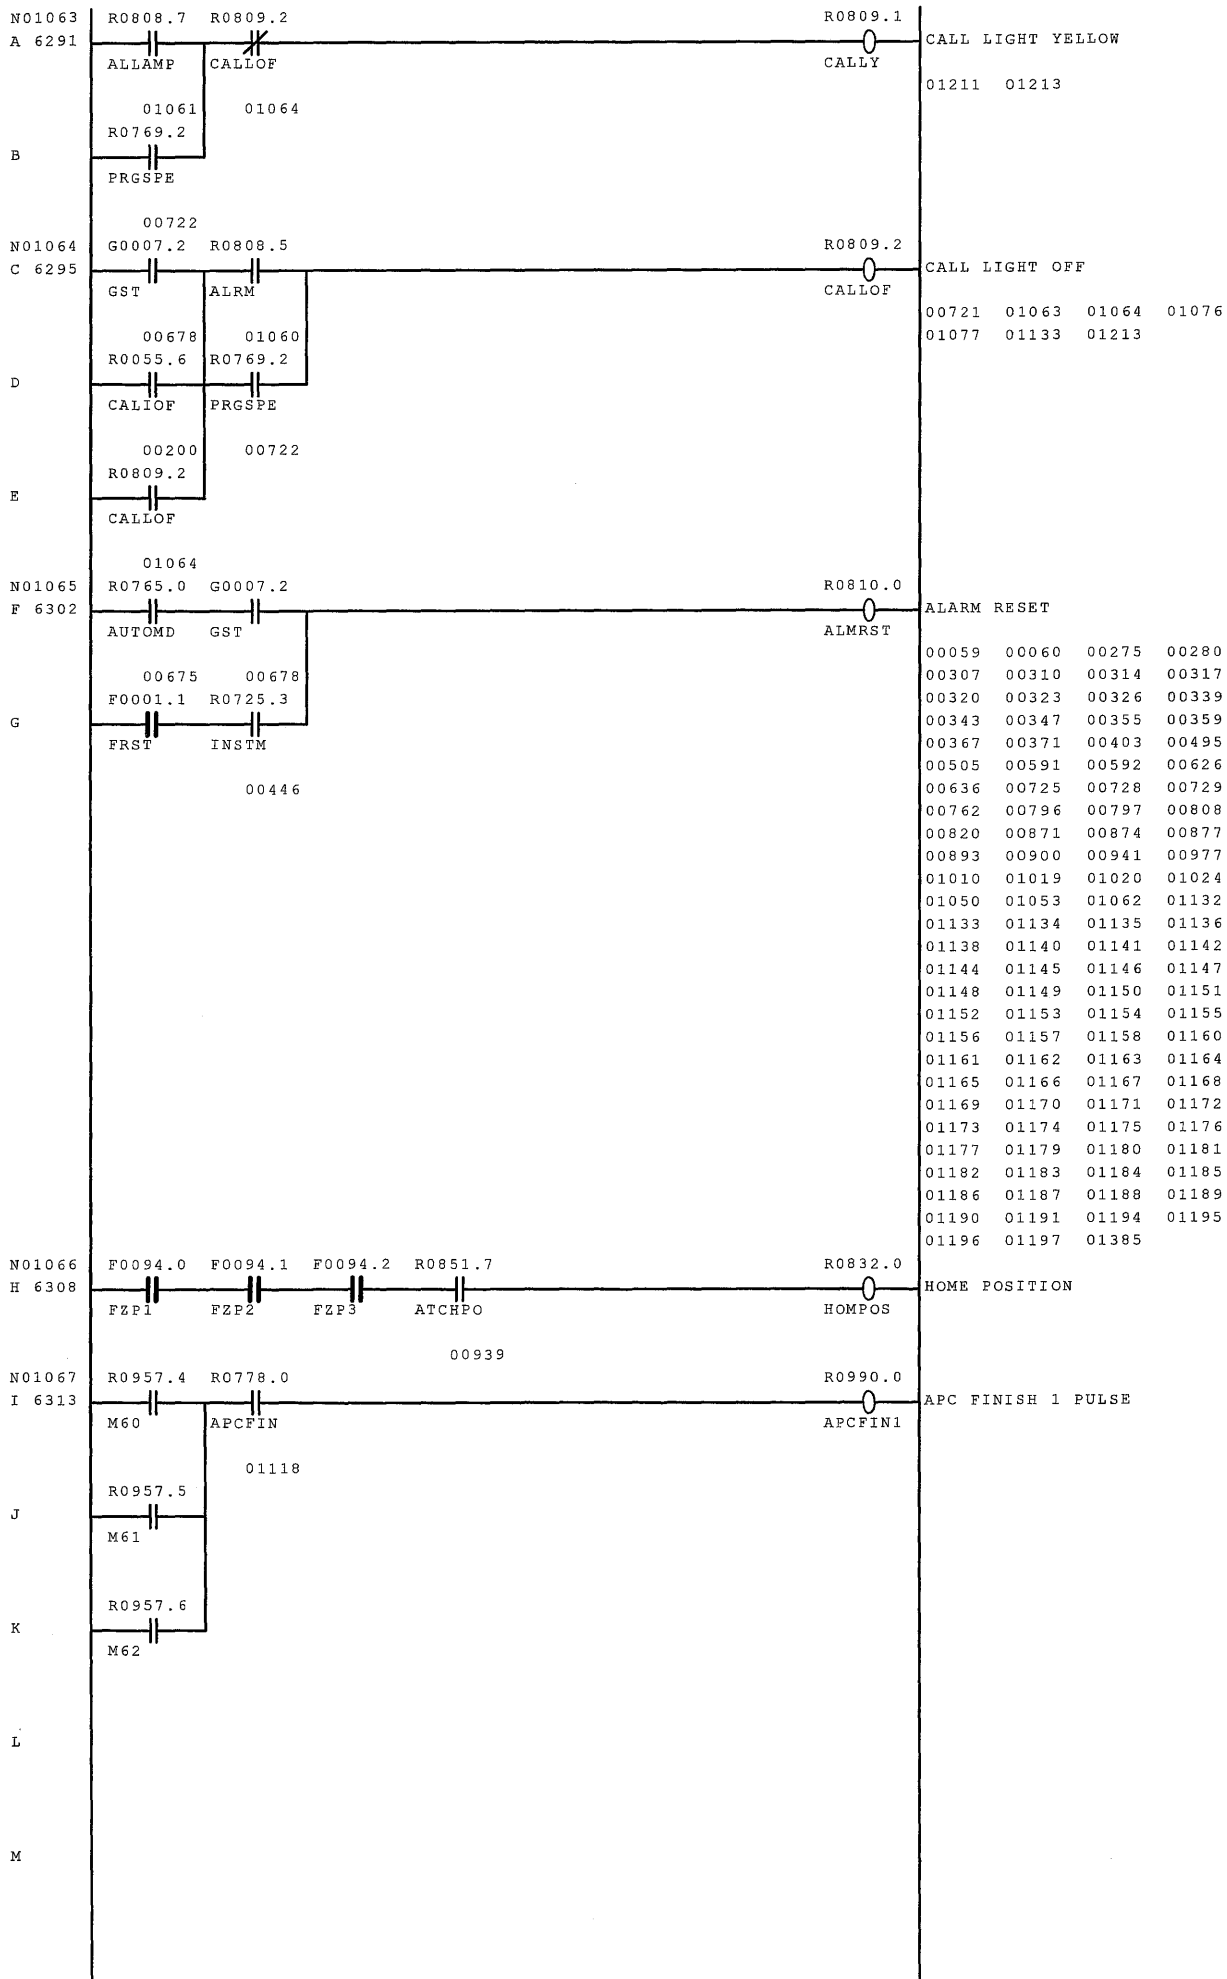 N01063 R0808.7 R0809.2 R0809.1
A 6291 CALL LIGHT YELLOW
ALLAMP CALLOF CALLY
01211 01213
01061 01064
R0769.2
B
PRGSPE
00722
N01064 G0007.2 R0808.5 R0809.2
C 6295 CALL LIGHT OFF
GST ALRM CALLOF
00721 01063 01064 01076
00678 01060 01077 01133 01213
R0055.6 R0769.2
D
CALIOF PRGSPE
00200 00722
R0809.2
E
CALLOF
01064
N01065 R0765.0 G0007.2 R0810.0
F 6302 ALARM RESET
AUTOMD GST ALMRST
00059 00060 00275 00280
00675 00678 00307 00310 00314 00317
F0001.1 R0725.3 00320 00323 00326 00339
G 00343 00347 00355 00359
FRST INSTM 00367 00371 00403 00495
00505 00591 00592 00626
00446 00636 00725 00728 00729
00762 00796 00797 00808
00820 00871 00874 00877
00893 00900 00941 00977
01010 01019 01020 01024
01050 01053 01062 01132
01133 01134 01135 01136
01138 01140 01141 01142
01144 01145 01146 01147
01148 01149 01150 01151
01152 01153 01154 01155
01156 01157 01158 01160
01161 01162 01163 01164
01165 01166 01167 01168
01169 01170 01171 01172
01173 01174 01175 01176
01177 01179 01180 01181
01182 01183 01184 01185
01186 01187 01188 01189
01190 01191 01194 01195
01196 01197 01385
N01066 F0094.0 F0094.1 F0094.2 R0851.7 R0832.0
H 6308 HOME POSITION
FZP1 FZP2 FZP3 ATCHPO HOMPOS
00939
N01067 R0957.4 R0778.0 R0990.0
I 6313 APC FINISH 1 PULSE
M60 APCFIN APCFIN1
01118
R0957.5
J
M61
R0957.6
K
M62
L
M